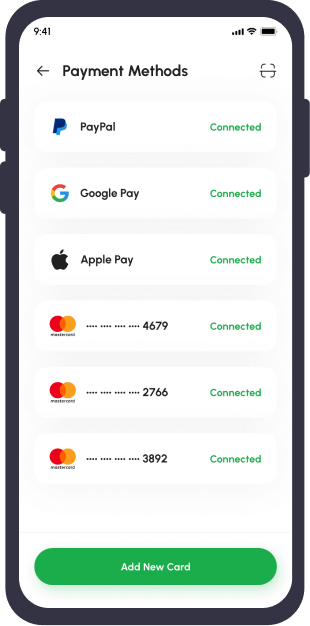 9:41
Payment Methods
PayPal Connected
Google Pay Connected
Apple Pay Connected
mastercard •••• •••• •••• 4679 Connected
mastercard •••• •••• •••• 2766 Connected
mastercard •••• •••• •••• 3892 Connected
Add New Card